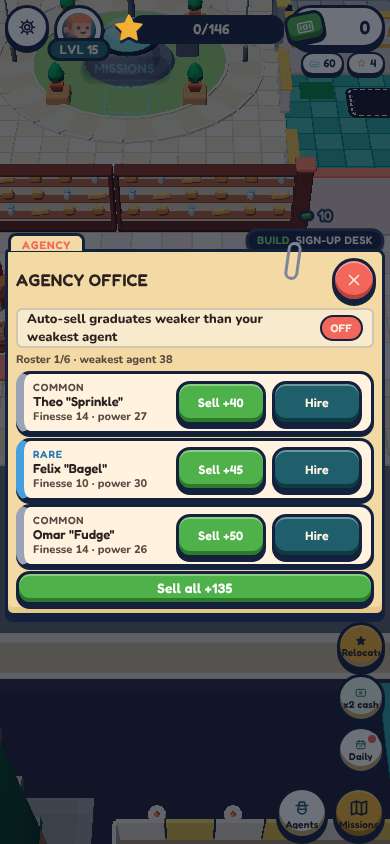 0/146
0
LVL 15
MISSIONS
60
4
10
BUILD SIGN-UP DESK
AGENCY
AGENCY OFFICE
Auto-sell graduates weaker than your
weakest agent
OFF
Roster 1/6 · weakest agent 38
COMMON
Theo "Sprinkle"
Finesse 14 · power 27
Sell +40
Hire
RARE
Felix "Bagel"
Finesse 10 · power 30
Sell +45
Hire
COMMON
Omar "Fudge"
Finesse 14 · power 26
Sell +50
Hire
Sell all +135
Relocat
x2 cash
Daily
Agents
Missions